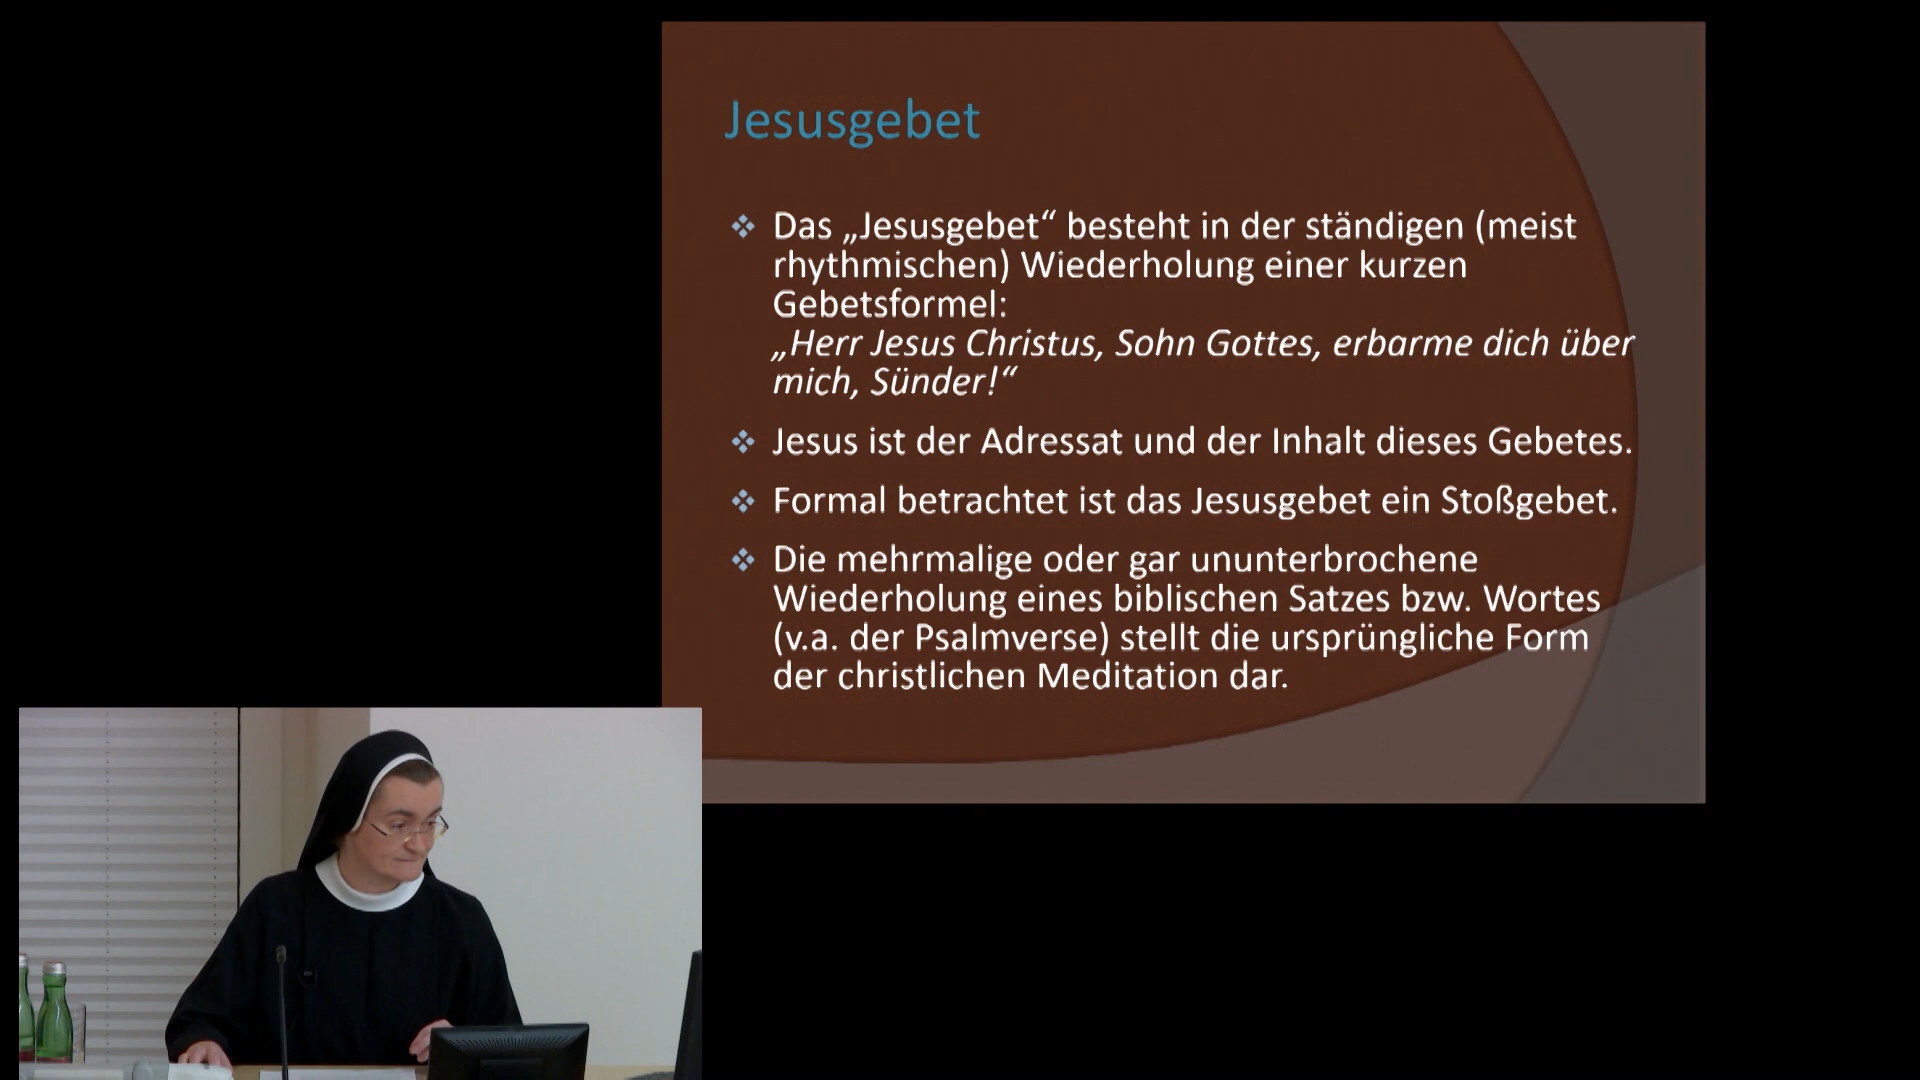 Jesusgebet
Das „Jesusgebet“ besteht in der ständigen (meist
rhythmischen) Wiederholung einer kurzen
Gebetsformel:
„Herr Jesus Christus, Sohn Gottes, erbarme dich über
mich, Sünder!“
Jesus ist der Adressat und der Inhalt dieses Gebetes.
Formal betrachtet ist das Jesusgebet ein Stoßgebet.
Die mehrmalige oder gar ununterbrochene
Wiederholung eines biblischen Satzes bzw. Wortes
(v.a. der Psalmverse) stellt die ursprüngliche Form
der christlichen Meditation dar.